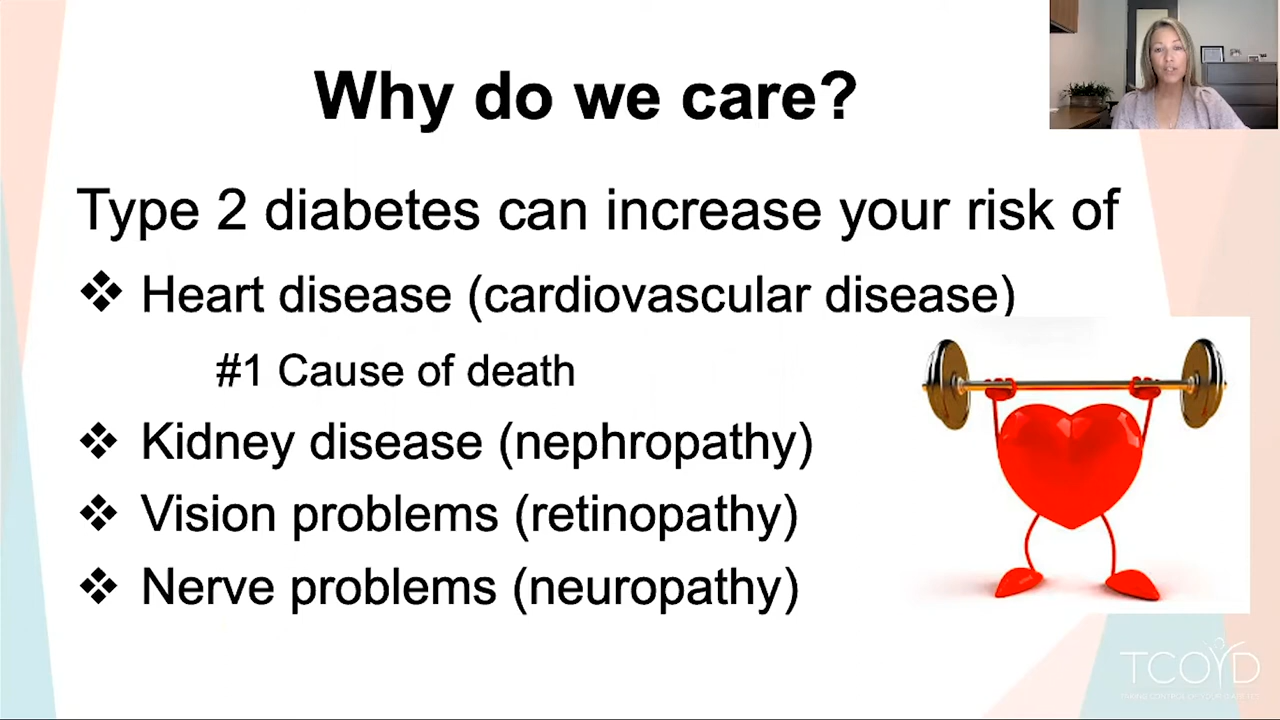 Why do we care?
Type 2 diabetes can increase your risk of
❖ Heart disease (cardiovascular disease)
#1 Cause of death
❖ Kidney disease (nephropathy)
❖ Vision problems (retinopathy)
❖ Nerve problems (neuropathy)
TCOYD